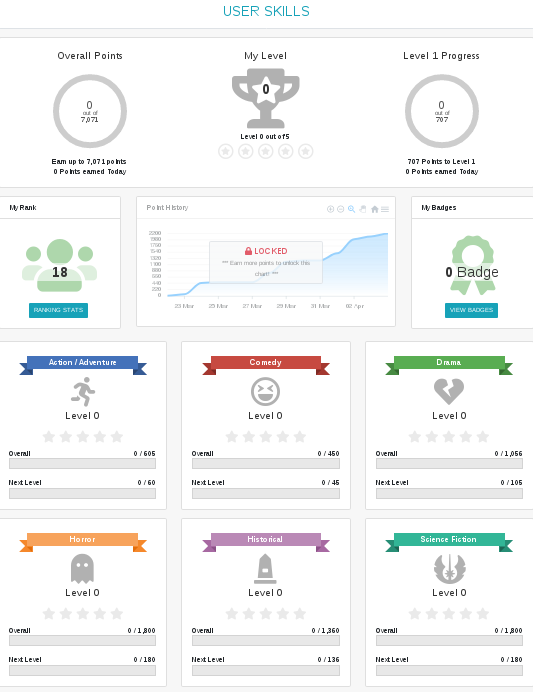 USER SKILLS
Overall Points
My Level
Level 1 Progress
0
out of
7,071
0
0
out of
707
Level 0 out of 5
Earn up to 7,071 points
0 Points earned Today
707 Points to Level 1
0 Points earned Today
My Rank
18
RANKING STATS
Point History
2200
1980
1760
1540
1320
1100
880
660
440
220
0
LOCKED
*** Earn more points to unlock this
chart! ***
23 Mar
25 Mar
27 Mar
29 Mar
31 Mar
02 Apr
My Badges
0 Badge
VIEW BADGES
Action / Adventure
Level 0
Overall 0 / 605
Next Level 0 / 60
Comedy
Level 0
Overall 0 / 450
Next Level 0 / 45
Drama
Level 0
Overall 0 / 1,056
Next Level 0 / 105
Horror
Level 0
Overall 0 / 1,800
Next Level 0 / 180
Historical
Level 0
Overall 0 / 1,360
Next Level 0 / 136
Science Fiction
Level 0
Overall 0 / 1,800
Next Level 0 / 180